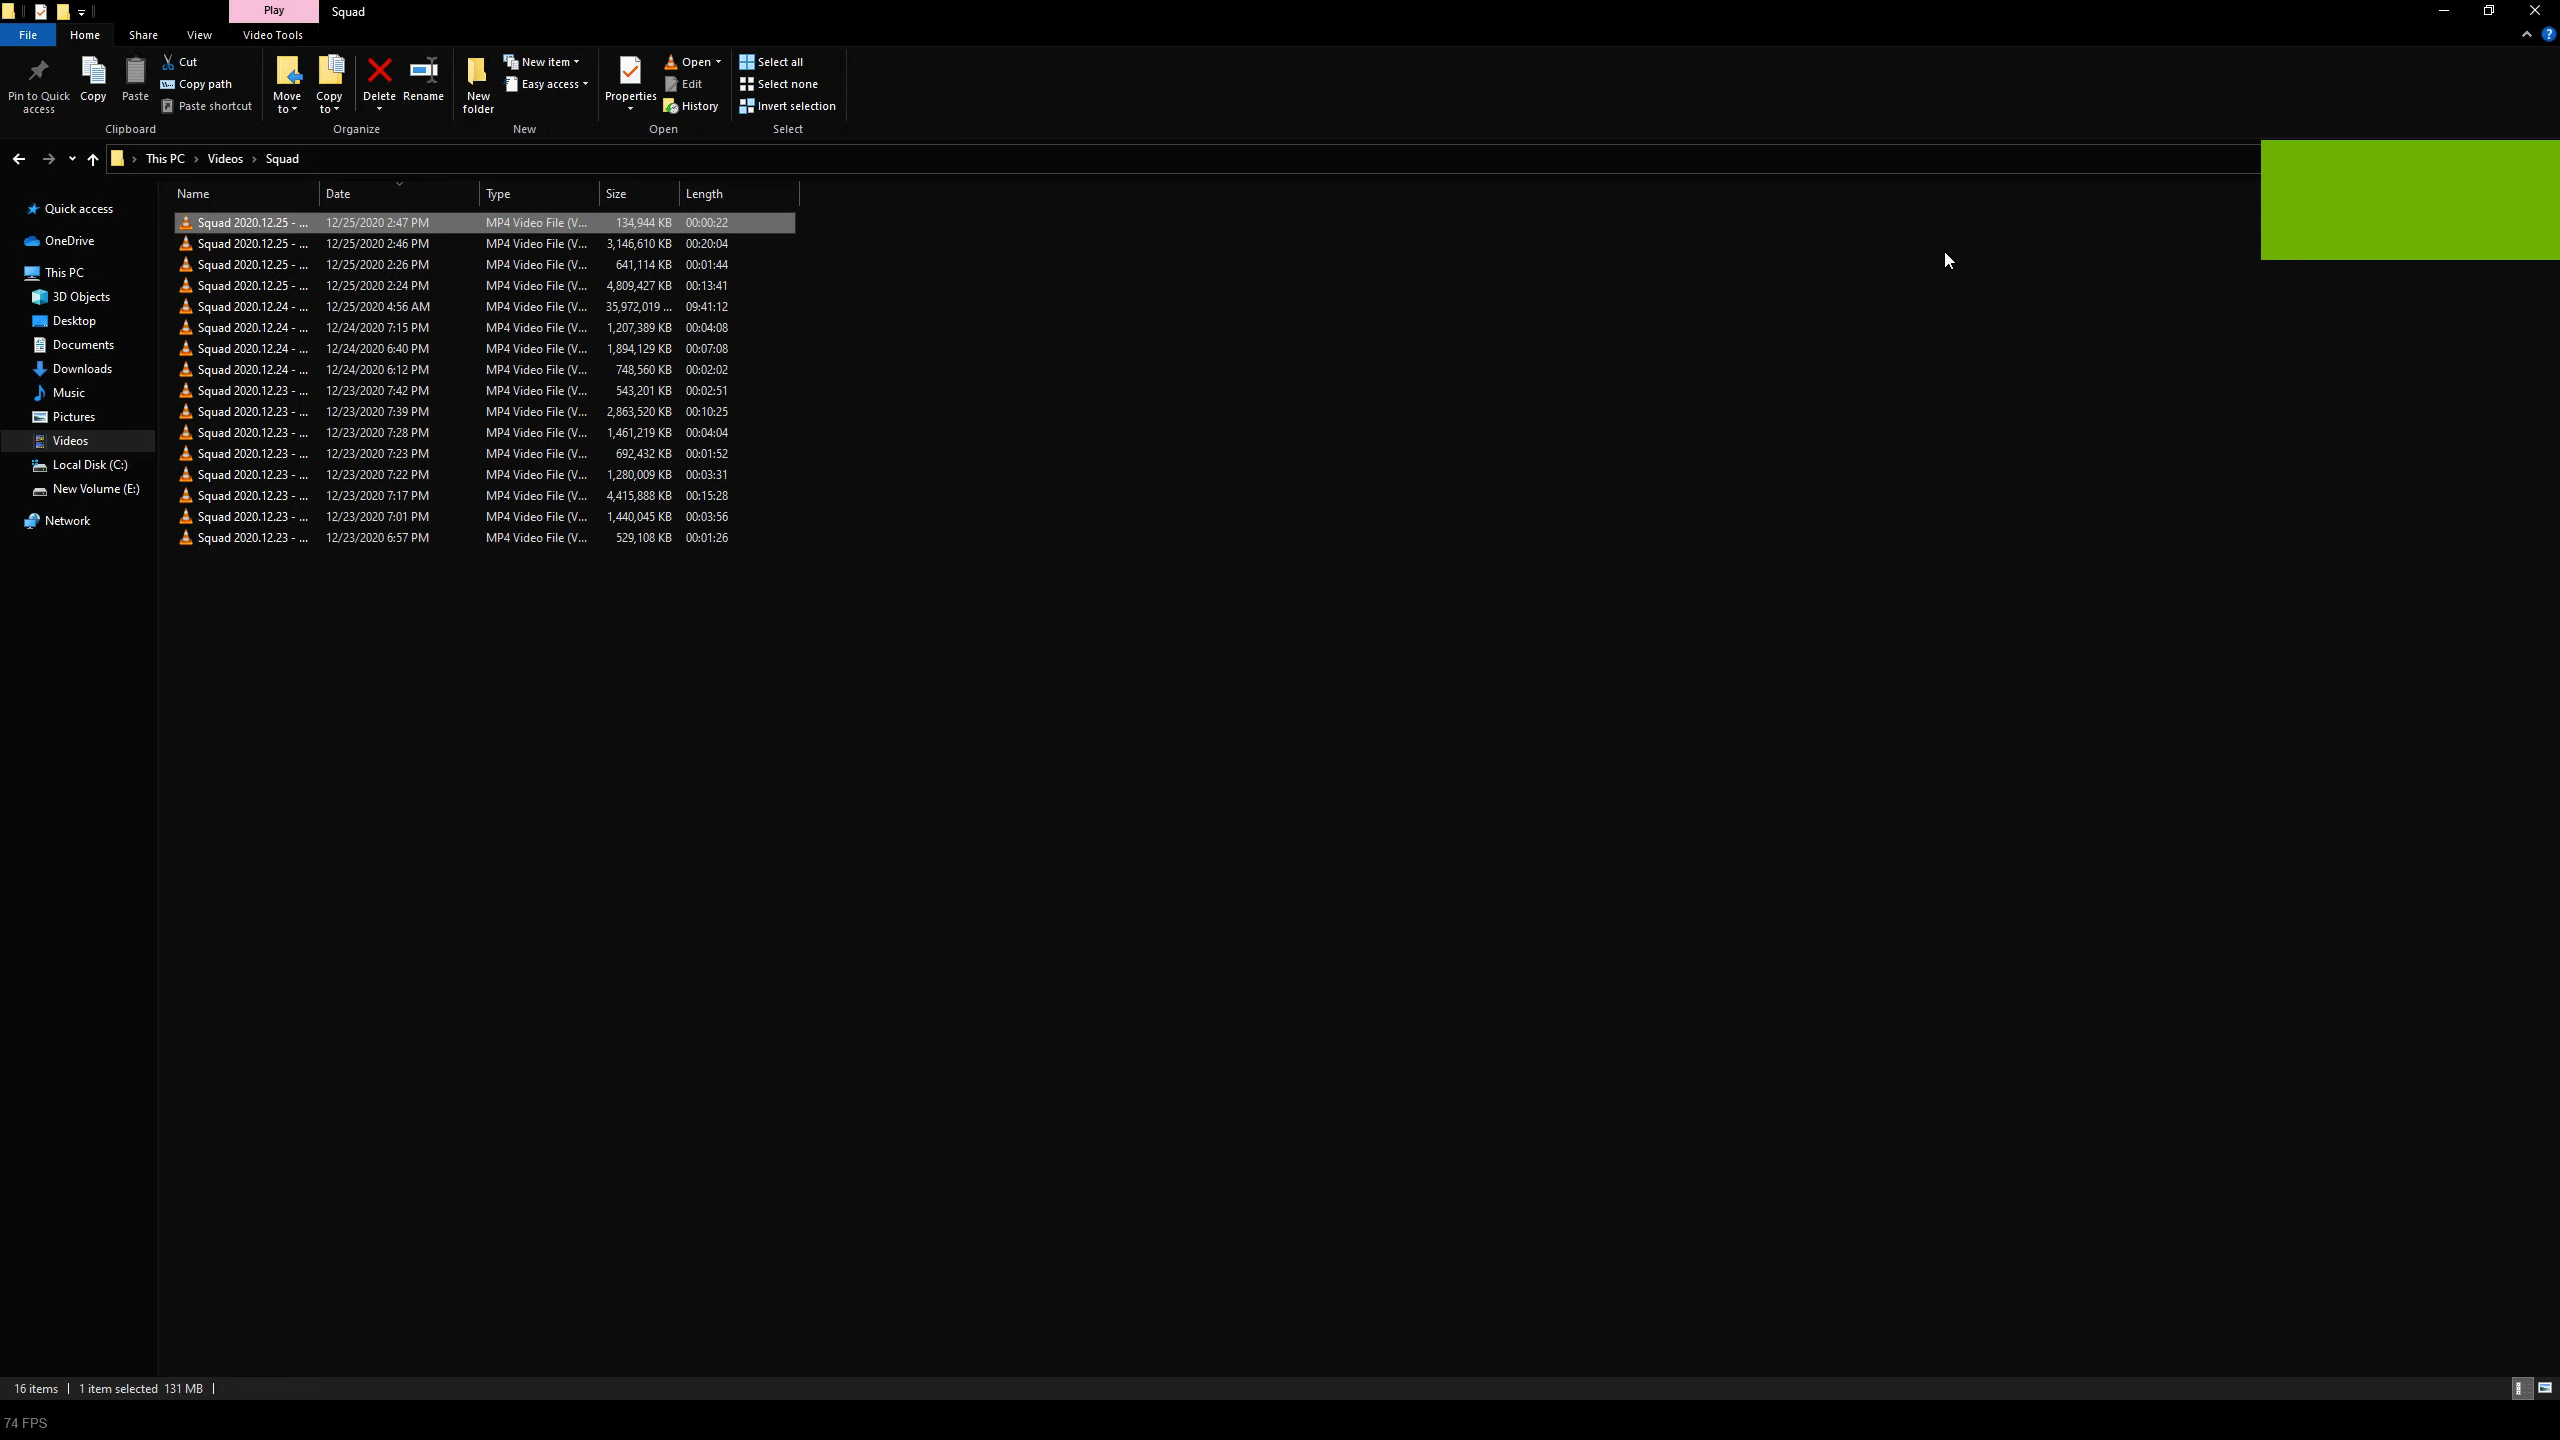 Play Squad
File Home Share View Video Tools
Pin to Quick access Copy Paste Cut Copy path Paste shortcut Move to Copy to Delete Rename New folder New item Easy access Properties Open Edit History Select all Select none Invert selection
Clipboard Organize New Open Select
This PC > Videos > Squad
Name Date Type Size Length
Quick access
OneDrive
This PC
3D Objects
Desktop
Documents
Downloads
Music
Pictures
Videos
Local Disk (C:)
New Volume (E:)
Network
Squad 2020.12.25 - ... 12/25/2020 2:47 PM MP4 Video File (V... 134,944 KB 00:00:22
Squad 2020.12.25 - ... 12/25/2020 2:46 PM MP4 Video File (V... 3,146,610 KB 00:20:04
Squad 2020.12.25 - ... 12/25/2020 2:26 PM MP4 Video File (V... 641,114 KB 00:01:44
Squad 2020.12.25 - ... 12/25/2020 2:24 PM MP4 Video File (V... 4,809,427 KB 00:13:41
Squad 2020.12.24 - ... 12/25/2020 4:56 AM MP4 Video File (V... 35,972,019 ... 09:41:12
Squad 2020.12.24 - ... 12/24/2020 7:15 PM MP4 Video File (V... 1,207,389 KB 00:04:08
Squad 2020.12.24 - ... 12/24/2020 6:40 PM MP4 Video File (V... 1,894,129 KB 00:07:08
Squad 2020.12.24 - ... 12/24/2020 6:12 PM MP4 Video File (V... 748,560 KB 00:02:02
Squad 2020.12.23 - ... 12/23/2020 7:42 PM MP4 Video File (V... 543,201 KB 00:02:51
Squad 2020.12.23 - ... 12/23/2020 7:39 PM MP4 Video File (V... 2,863,520 KB 00:10:25
Squad 2020.12.23 - ... 12/23/2020 7:28 PM MP4 Video File (V... 1,461,219 KB 00:04:04
Squad 2020.12.23 - ... 12/23/2020 7:23 PM MP4 Video File (V... 692,432 KB 00:01:52
Squad 2020.12.23 - ... 12/23/2020 7:22 PM MP4 Video File (V... 1,280,009 KB 00:03:31
Squad 2020.12.23 - ... 12/23/2020 7:17 PM MP4 Video File (V... 4,415,888 KB 00:15:28
Squad 2020.12.23 - ... 12/23/2020 7:01 PM MP4 Video File (V... 1,440,045 KB 00:03:56
Squad 2020.12.23 - ... 12/23/2020 6:57 PM MP4 Video File (V... 529,108 KB 00:01:26
16 items 1 item selected 131 MB
74 FPS